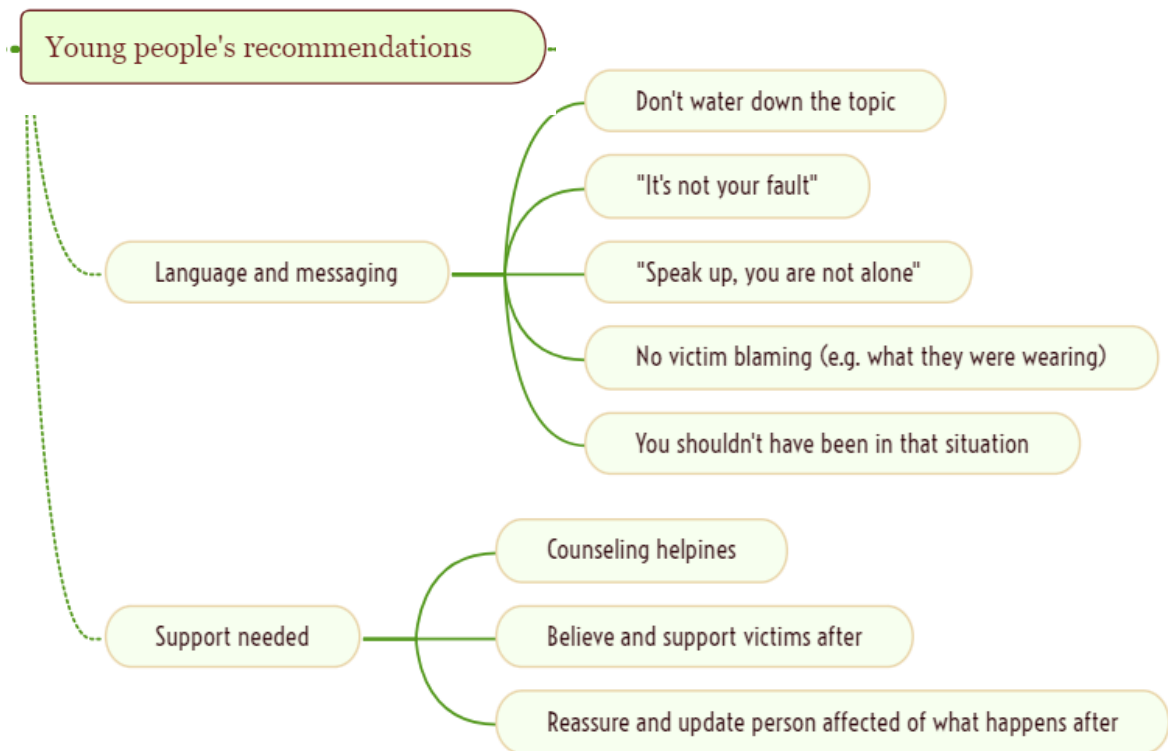 Young people's recommendations
Language and messaging
Don't water down the topic
"It's not your fault"
"Speak up, you are not alone"
No victim blaming (e.g. what they were wearing)
You shouldn't have been in that situation
Support needed
Counseling helpines
Believe and support victims after
Reassure and update person affected of what happens after